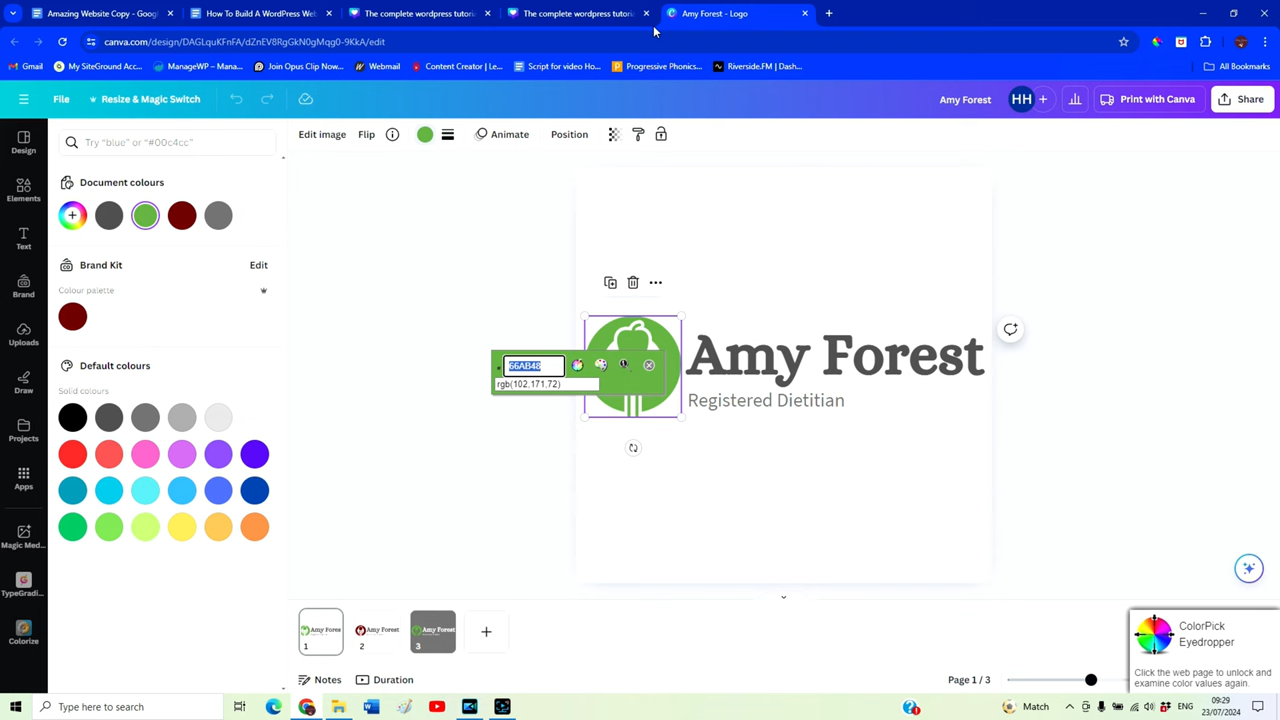 Amazing Website Copy - Goog
How To Build A WordPress Web
The complete wordpress tutoria
The complete wordpress tutoria
Amy Forest - Logo
canva.com/design/DAGLquKFnFA/dZnEV8RgGkN0gMqg0-9KkA/edit
Gmail
My SiteGround Acc...
ManageWP – Mana...
Join Opus Clip Now...
Webmail
Content Creator | Le...
Script for video Ho...
Progressive Phonics...
Riverside.FM | Dash...
All Bookmarks
File
Resize & Magic Switch
Amy Forest
HH
Print with Canva
Share
Edit image
Flip
Animate
Position
Design
Elements
Text
Brand
Uploads
Draw
Projects
Apps
Magic Med...
TypeGradi...
Colorize
Try "blue" or "#00c4cc"
Document colours
Brand Kit
Edit
Colour palette
Default colours
Solid colours
66AB48
rgb(102,171,72)
Amy Forest
Registered Dietitian
Amy Fores
1
Amy Forest
2
Amy Forest
3
Notes
Duration
Page 1 / 3
ColorPick
Eyedropper
Click the web page to unlock and
examine color values again.
Type here to search
Match
ENG
09:29
23/07/2024